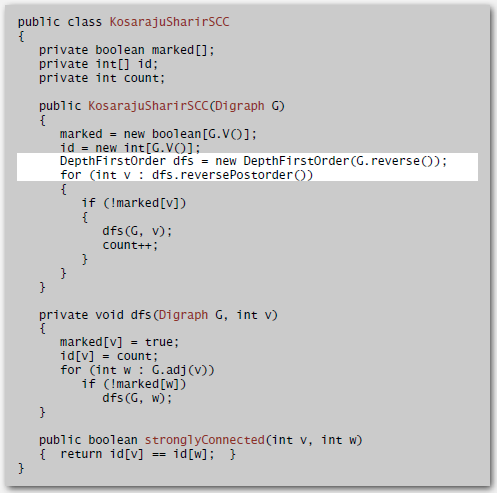 public class KosarajuSharirSCC
{
   private boolean marked[];
   private int[] id;
   private int count;

   public KosarajuSharirSCC(Digraph G)
   {
      marked = new boolean[G.V()];
      id = new int[G.V()];
      DepthFirstOrder dfs = new DepthFirstOrder(G.reverse());
      for (int v : dfs.reversePostorder())
      {
         if (!marked[v])
         {
            dfs(G, v);
            count++;
         }
      }
   }

   private void dfs(Digraph G, int v)
   {
      marked[v] = true;
      id[v] = count;
      for (int w : G.adj(v))
         if (!marked[w])
            dfs(G, w);
   }

   public boolean stronglyConnected(int v, int w)
   {  return id[v] == id[w];  }
}